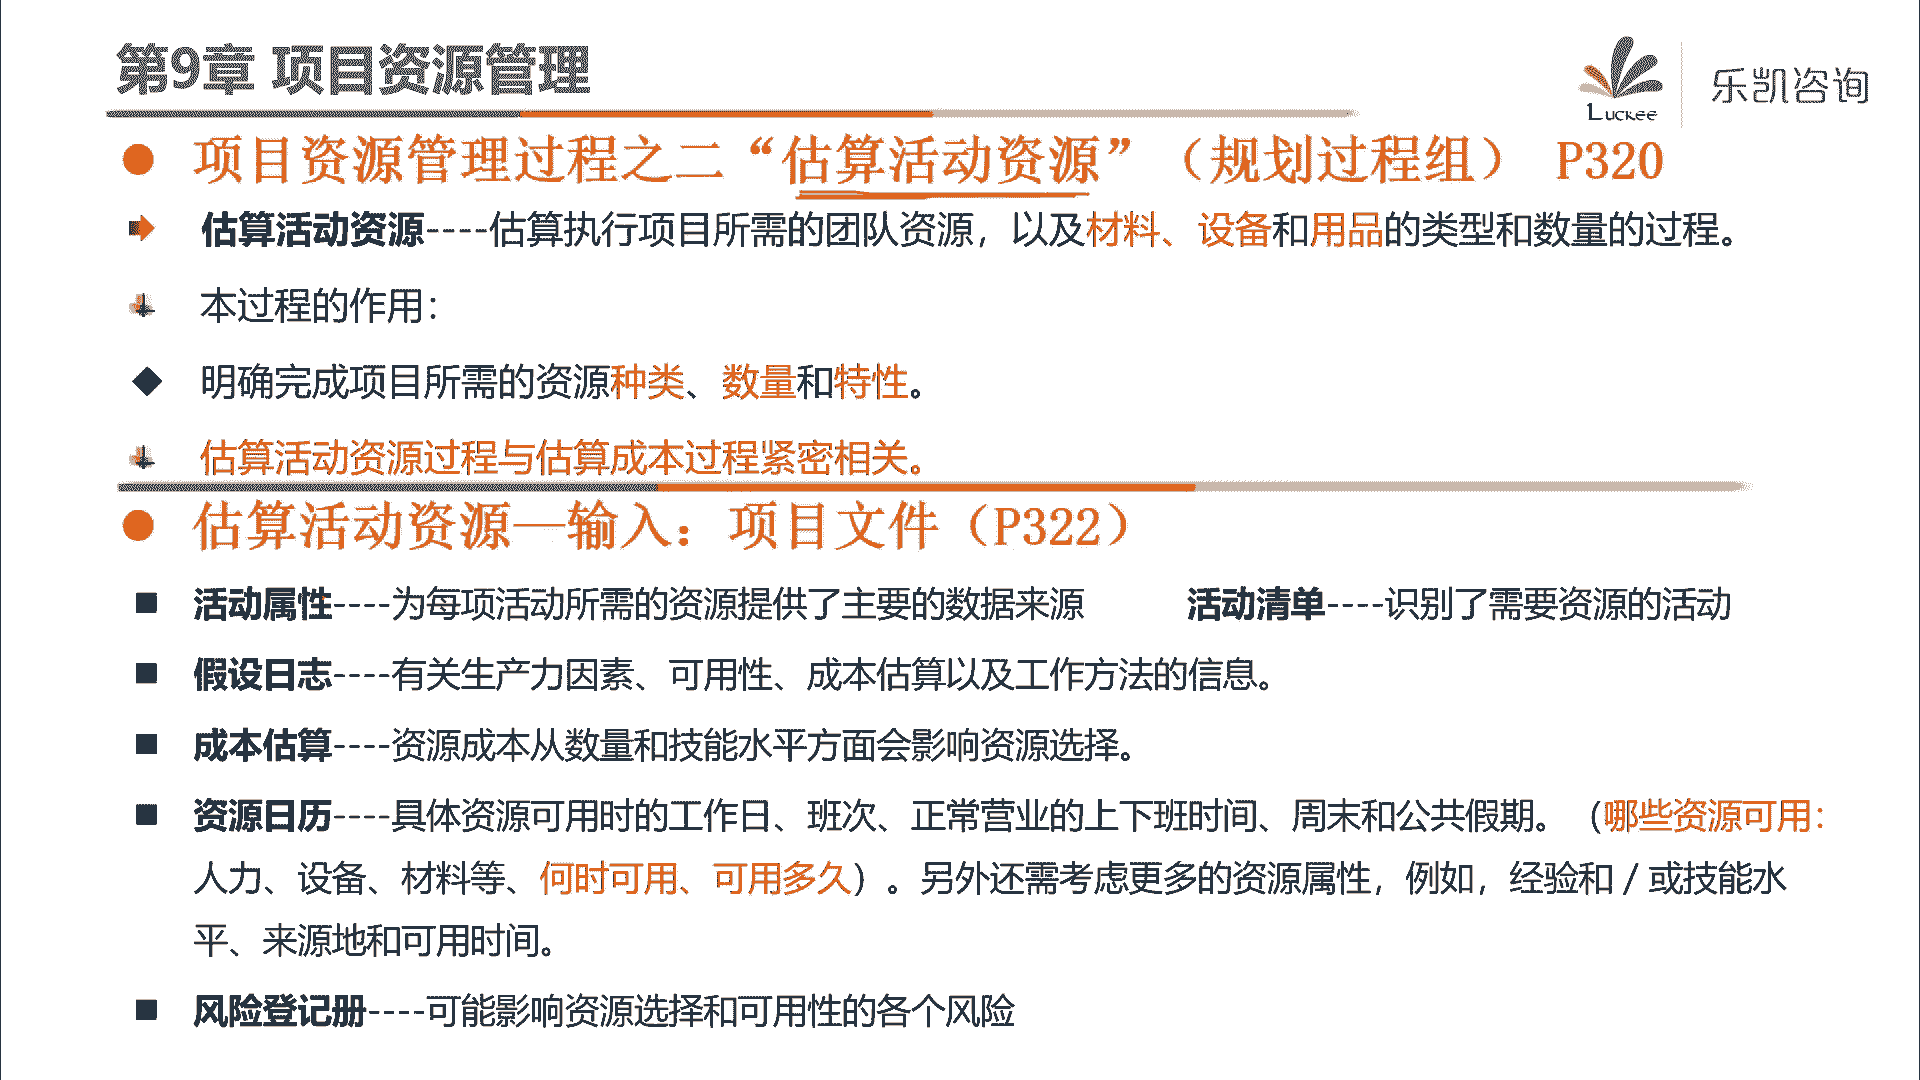 第9章 项目资源管理
Luckee
乐凯咨询
项目资源管理过程之二“估算活动资源”（规划过程组） P320
估算活动资源----估算执行项目所需的团队资源，以及材料、设备和用品的类型和数量的过程。
本过程的作用：
明确完成项目所需的资源种类、数量和特性。
估算活动资源过程与估算成本过程紧密相关。
估算活动资源—输入：项目文件（P322）
活动属性----为每项活动所需的资源提供了主要的数据来源 活动清单----识别了需要资源的活动
假设日志----有关生产力因素、可用性、成本估算以及工作方法的信息。
成本估算----资源成本从数量和技能水平方面会影响资源选择。
资源日历----具体资源可用时的工作日、班次、正常营业的上下班时间、周末和公共假期。（哪些资源可用：
人力、设备、材料等、何时可用、可用多久）。另外还需考虑更多的资源属性，例如，经验和 / 或技能水
平、来源地和可用时间。
风险登记册----可能影响资源选择和可用性的各个风险